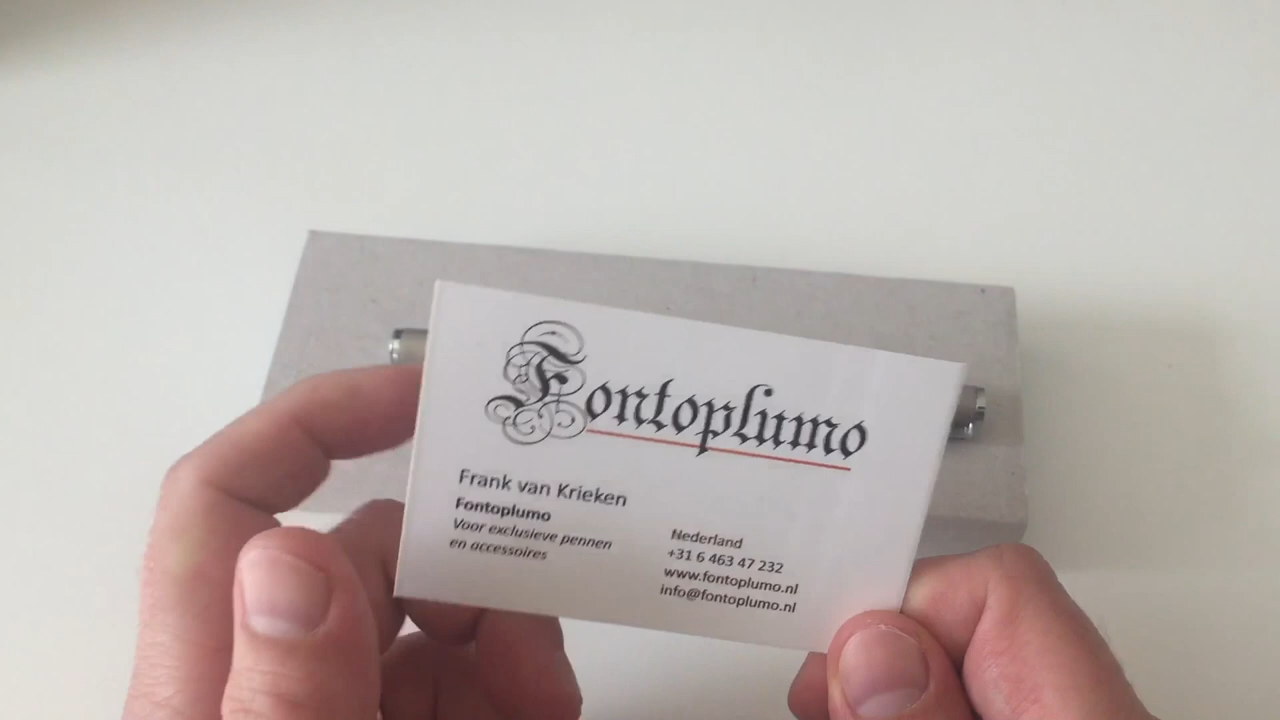 Fontoplumo
Frank van Krieken
Fontoplumo
Voor exclusieve pennen
en accessoires
Nederland
+31 6 463 47 232
www.fontoplumo.nl
info@fontoplumo.nl